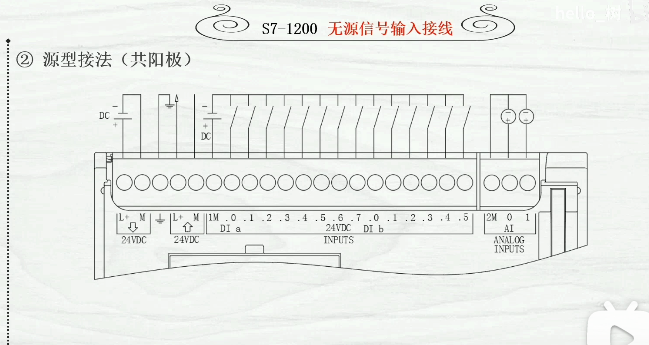 S7-1200 无源信号输入接线
② 源型接法（共阳极）
DC - +
- DC +
L+ M L+ M 1M .0 .1 .2 .3 .4 .5 .6 .7 .0 .1 .2 .3 .4 .5 2M 0 1
DI a DI b AI
24VDC 24VDC 24VDC INPUTS ANALOG INPUTS